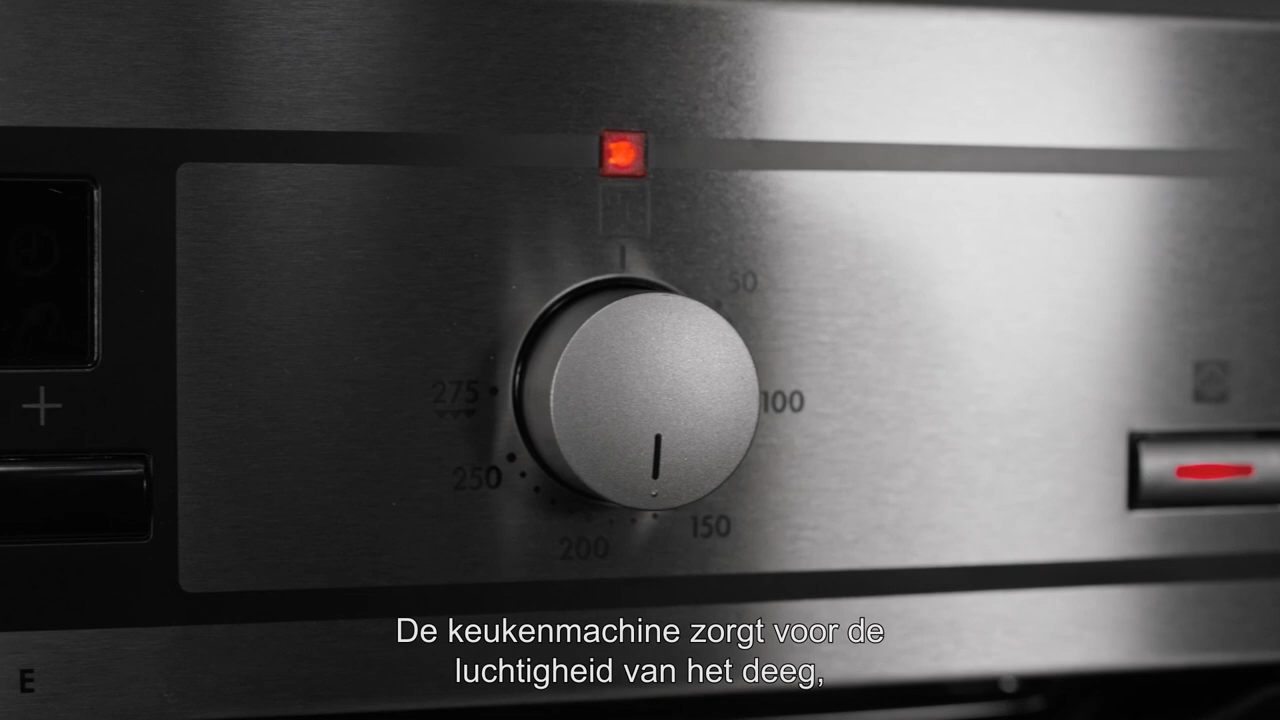 50
275
100
250
150
200
E
De keukenmachine zorgt voor de
luchtigheid van het deeg,